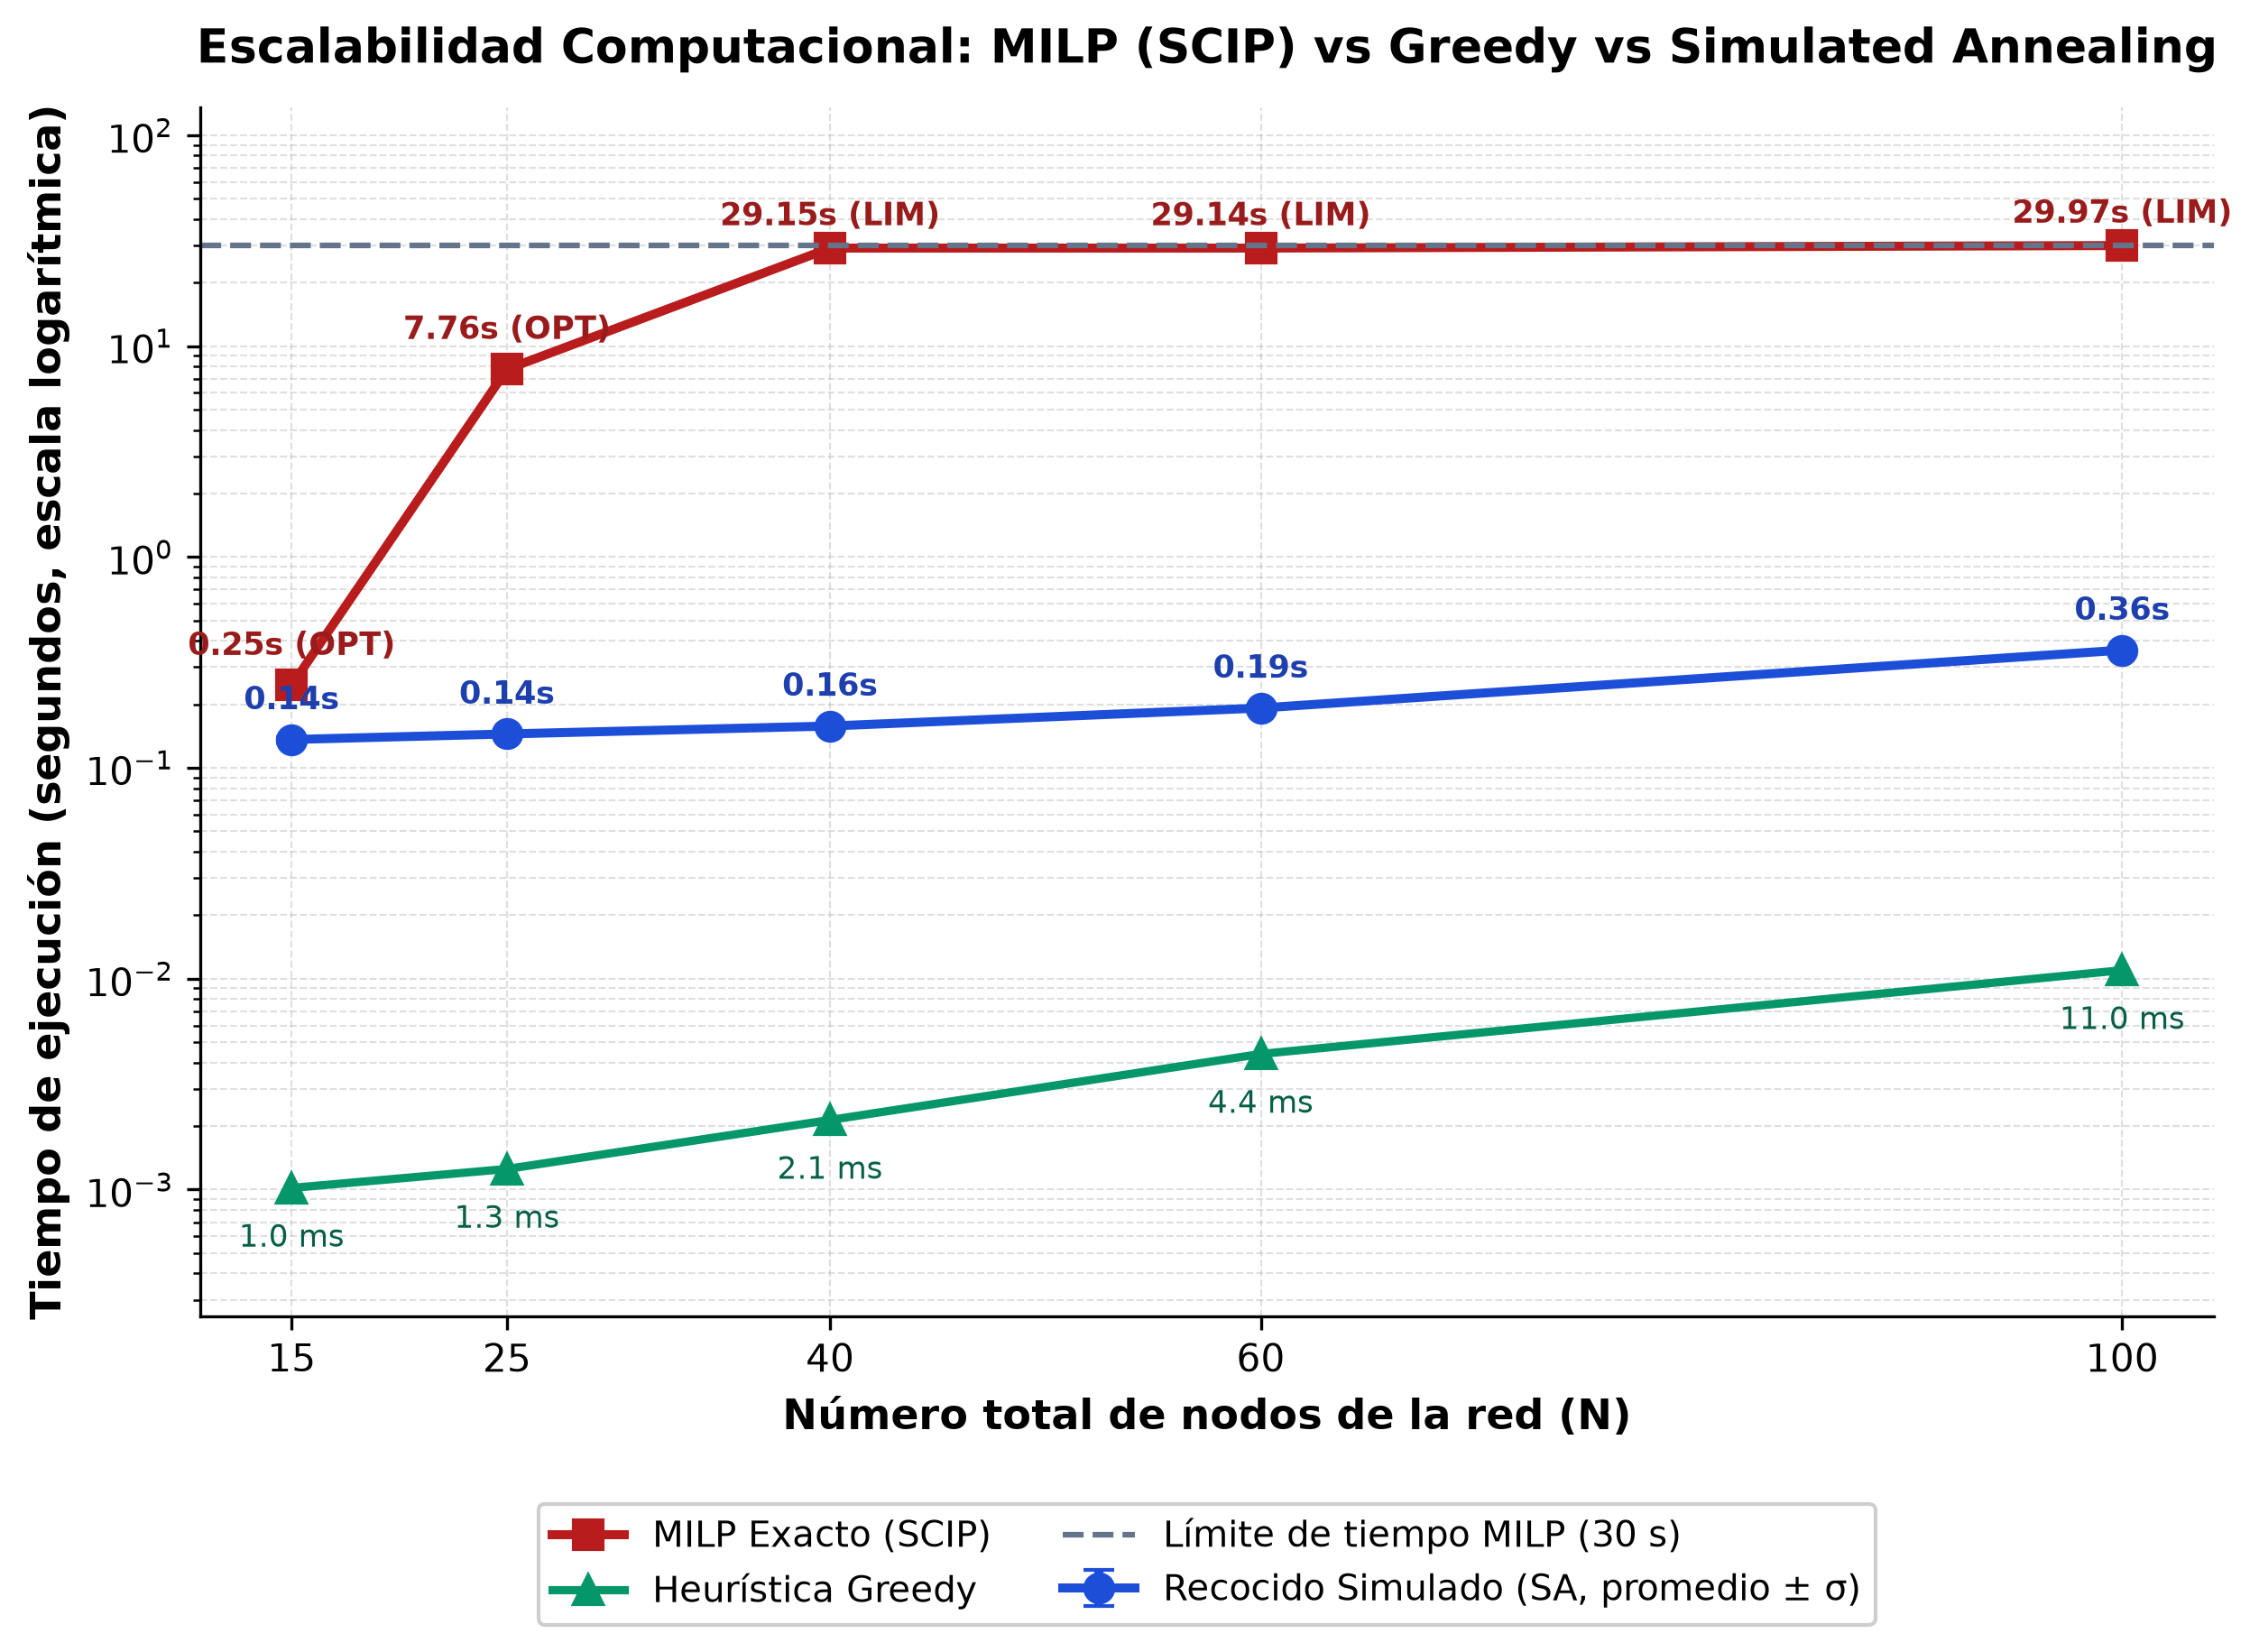 Escalabilidad Computacional: MILP (SCIP) vs Greedy vs Simulated Annealing
Tiempo de ejecución (segundos, escala logarítmica)
10²
10¹
10⁰
10⁻¹
10⁻²
10⁻³
29.15s (LIM)
29.14s (LIM)
29.97s (LIM)
7.76s (OPT)
0.25s (OPT)
0.14s
0.14s
0.16s
0.19s
0.36s
1.0 ms
1.3 ms
2.1 ms
4.4 ms
11.0 ms
15
25
40
60
100
Número total de nodos de la red (N)
MILP Exacto (SCIP)
Heurística Greedy
Límite de tiempo MILP (30 s)
Recocido Simulado (SA, promedio ± σ)